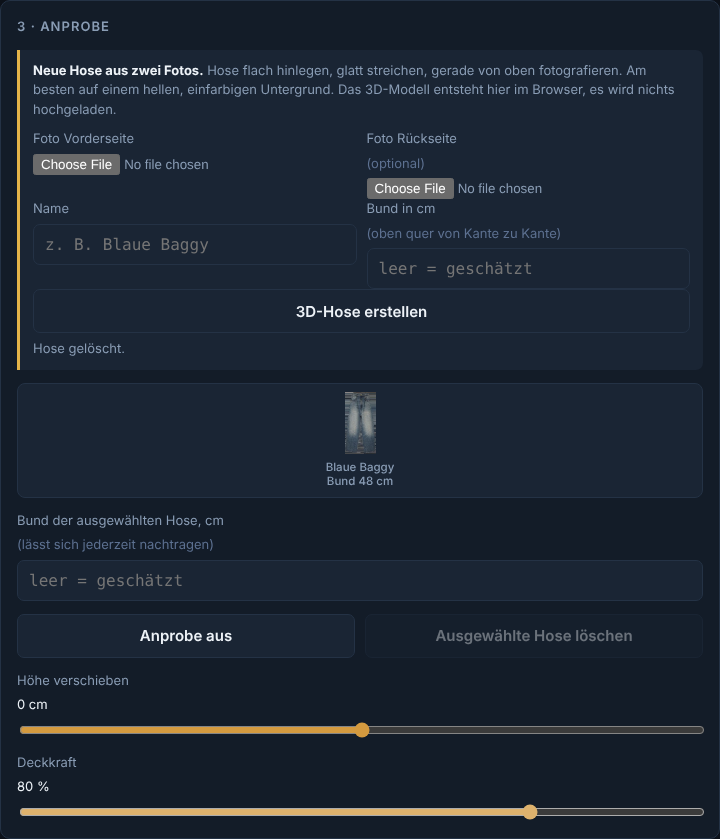 3 · ANPROBE
Neue Hose aus zwei Fotos. Hose flach hinlegen, glatt streichen, gerade von oben fotografieren. Am
besten auf einem hellen, einfarbigen Untergrund. Das 3D-Modell entsteht hier im Browser, es wird nichts
hochgeladen.
Foto Vorderseite
Choose File No file chosen
Foto Rückseite
(optional)
Choose File No file chosen
Name
z. B. Blaue Baggy
Bund in cm
(oben quer von Kante zu Kante)
leer = geschätzt
3D-Hose erstellen
Hose gelöscht.
Blaue Baggy
Bund 48 cm
Bund der ausgewählten Hose, cm
(lässt sich jederzeit nachtragen)
leer = geschätzt
Anprobe aus
Ausgewählte Hose löschen
Höhe verschieben
0 cm
Deckkraft
80 %